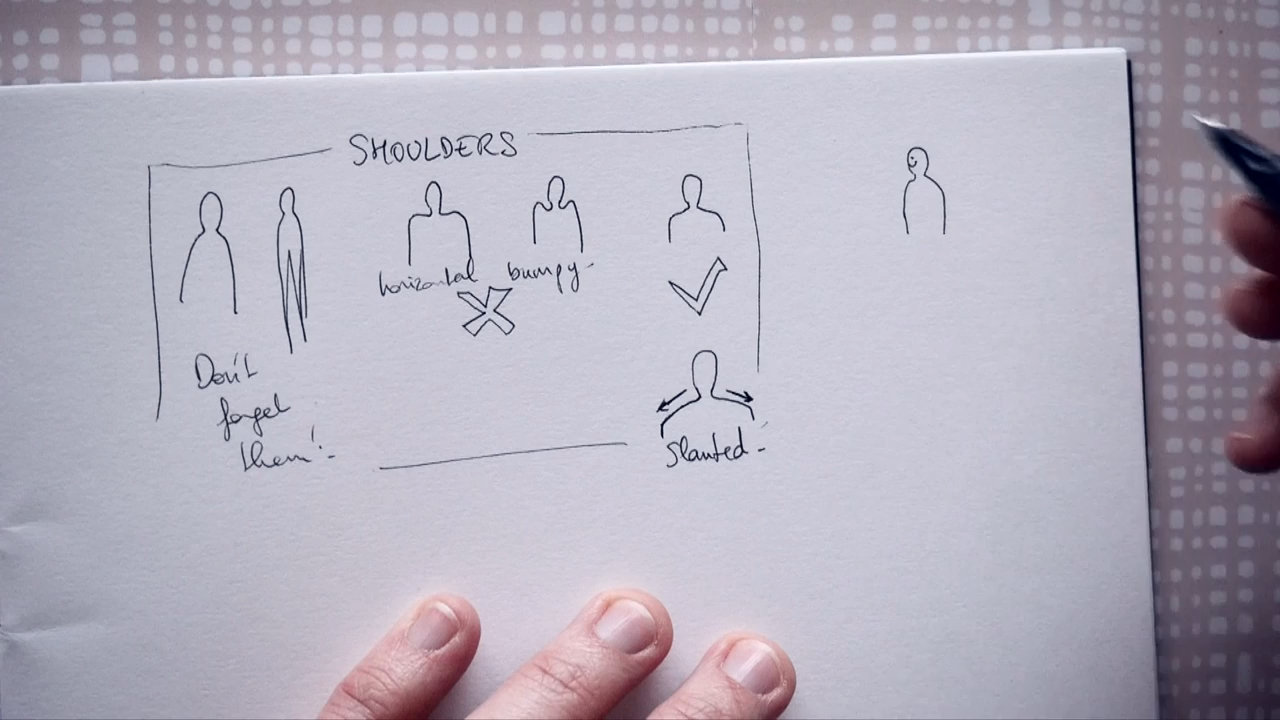 SHOULDERS
horizontal bumpy
Don't
forget
them!
Slanted